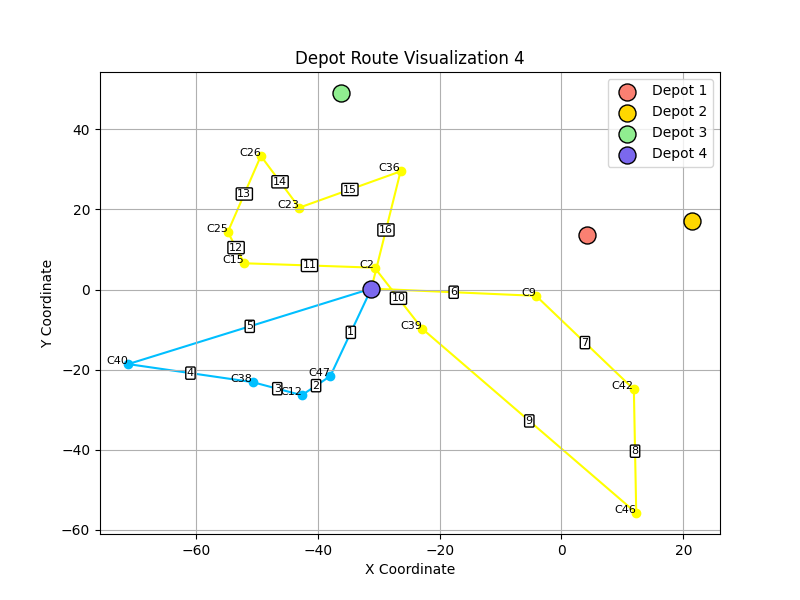 Depot Route Visualization 4
Depot 1
Depot 2
Depot 3
Depot 4
Y Coordinate
40
20
0
−20
−40
−60
C26
C36
14
13
15
C23
C25
16
12
C15
11
C2
10
6
C9
5
1
C39
7
C40
4
C38
3
C12
2
C47
C42
9
8
C46
−60
−40
−20
0
20
X Coordinate